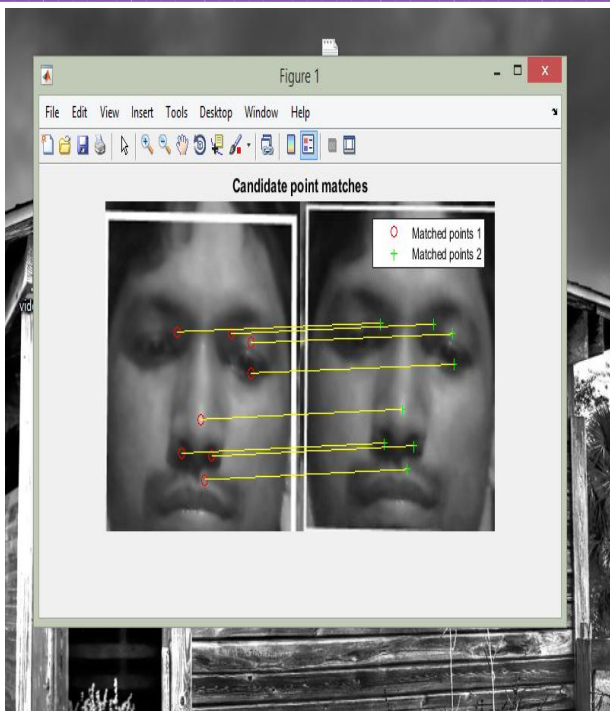 Figure 1
File Edit View Insert Tools Desktop Window Help
Candidate point matches
Matched points 1
Matched points 2